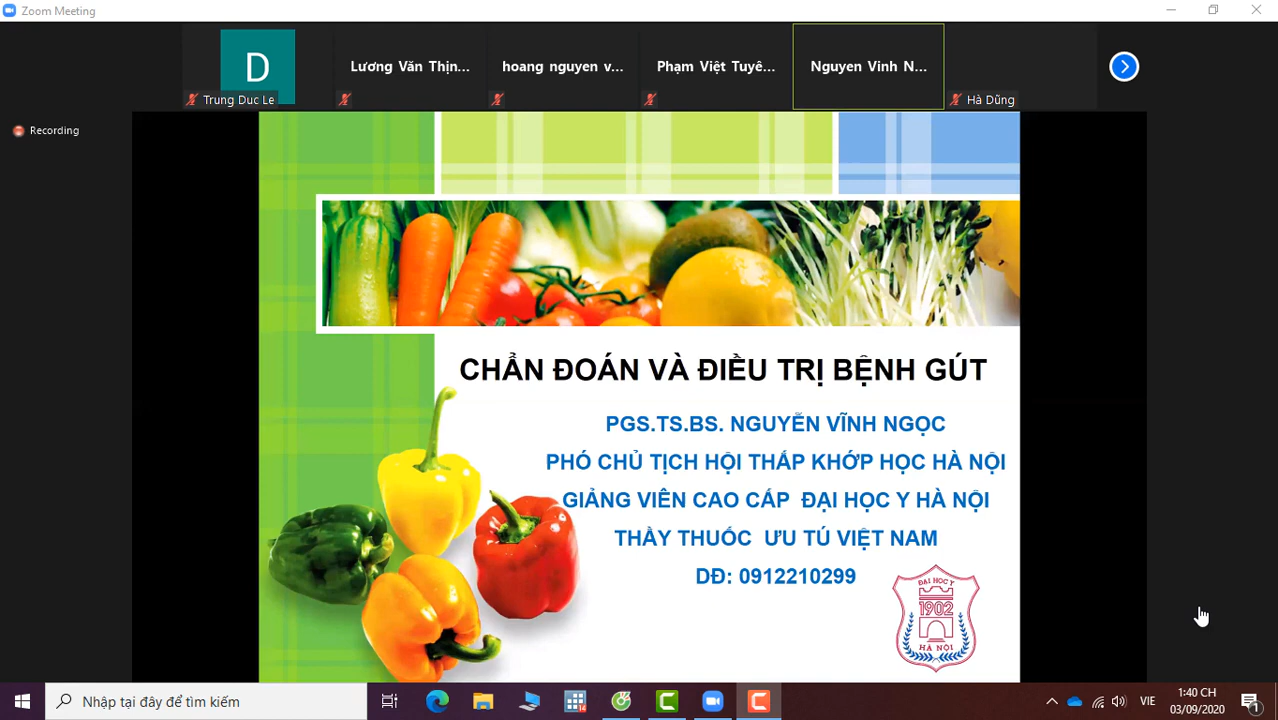 Zoom Meeting
D
Trung Duc Le
Lương Văn Thịn...
hoang nguyen v...
Phạm Việt Tuyê...
Nguyen Vinh N...
Hà Dũng
Recording
CHẨN ĐOÁN VÀ ĐIỀU TRỊ BỆNH GÚT
PGS.TS.BS. NGUYỄN VĨNH NGỌC
PHÓ CHỦ TỊCH HỘI THẤP KHỚP HỌC HÀ NỘI
GIẢNG VIÊN CAO CẤP ĐẠI HỌC Y HÀ NỘI
THẦY THUỐC ƯU TÚ VIỆT NAM
DĐ: 0912210299
ĐẠI HỌC Y
1902
HÀ NỘI
Nhập tại đây để tìm kiếm
14
VIE
1:40 CH
03/09/2020
1